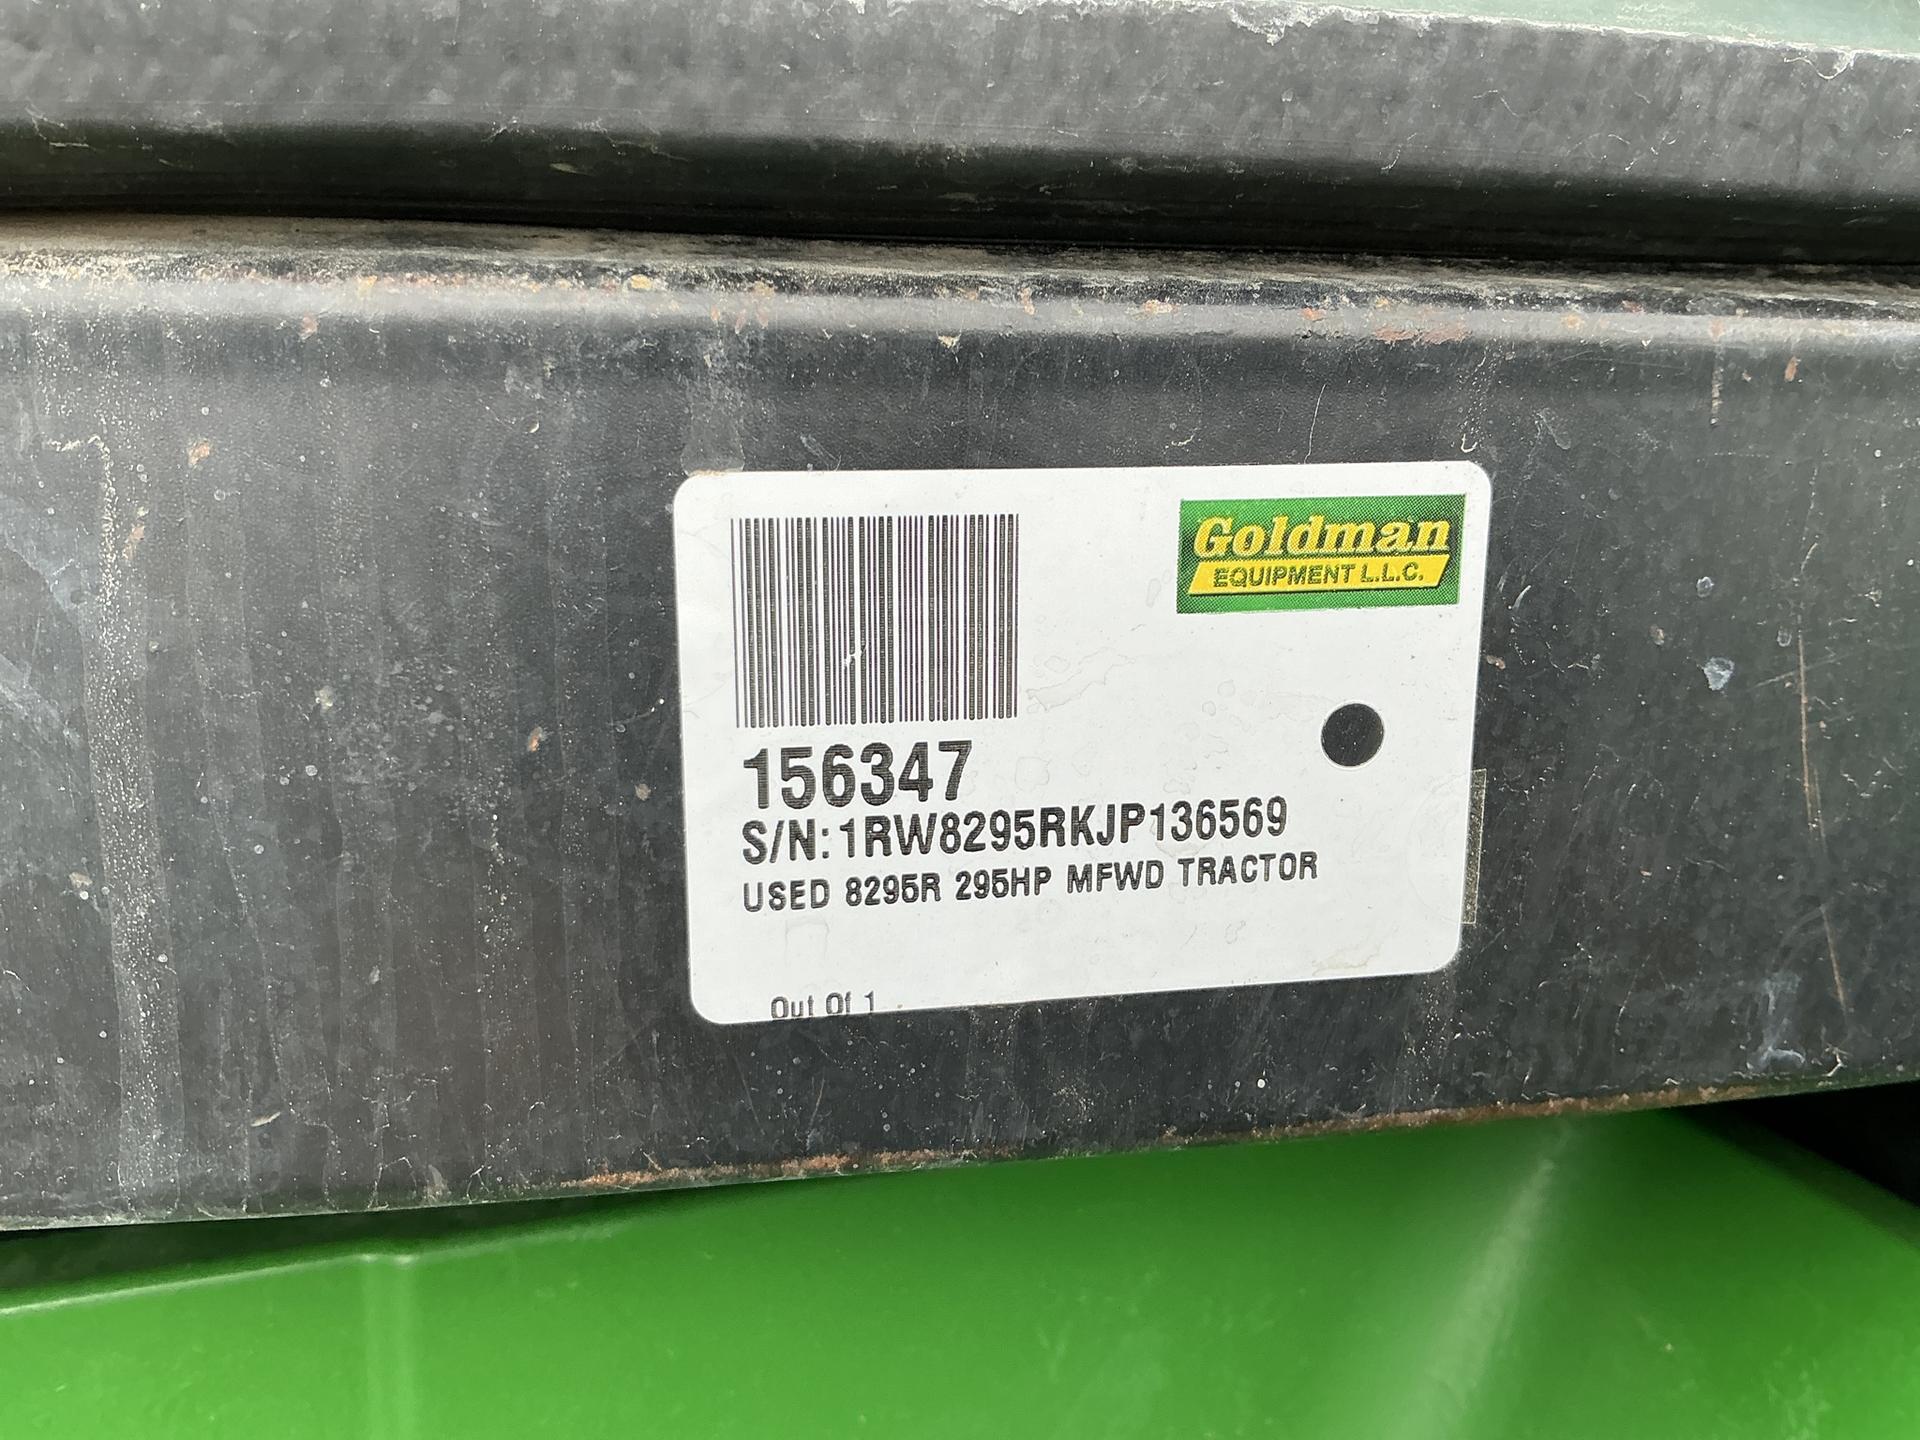 Goldman
EQUIPMENT L.L.C.
156347
S/N: 1RW8295RKJP136569
USED 8295R 295HP MFWD TRACTOR
Out Of 1